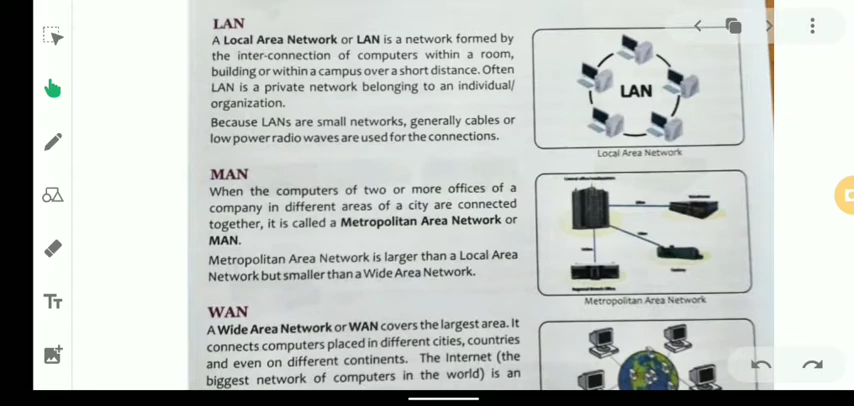 LAN
A Local Area Network or LAN is a network formed by
the inter-connection of computers within a room,
building or within a campus over a short distance. Often
LAN is a private network belonging to an individual/
organization.
Because LANs are small networks, generally cables or
low power radio waves are used for the connections.
LAN
Local Area Network
MAN
When the computers of two or more offices of a
company in different areas of a city are connected
together, it is called a Metropolitan Area Network or
MAN.
Metropolitan Area Network is larger than a Local Area
Network but smaller than a Wide Area Network.
Metropolitan Area Network
WAN
A Wide Area Network or WAN covers the largest area. It
connects computers placed in different cities, countries
and even on different continents. The Internet (the
biggest network of computers in the world) is an
TT